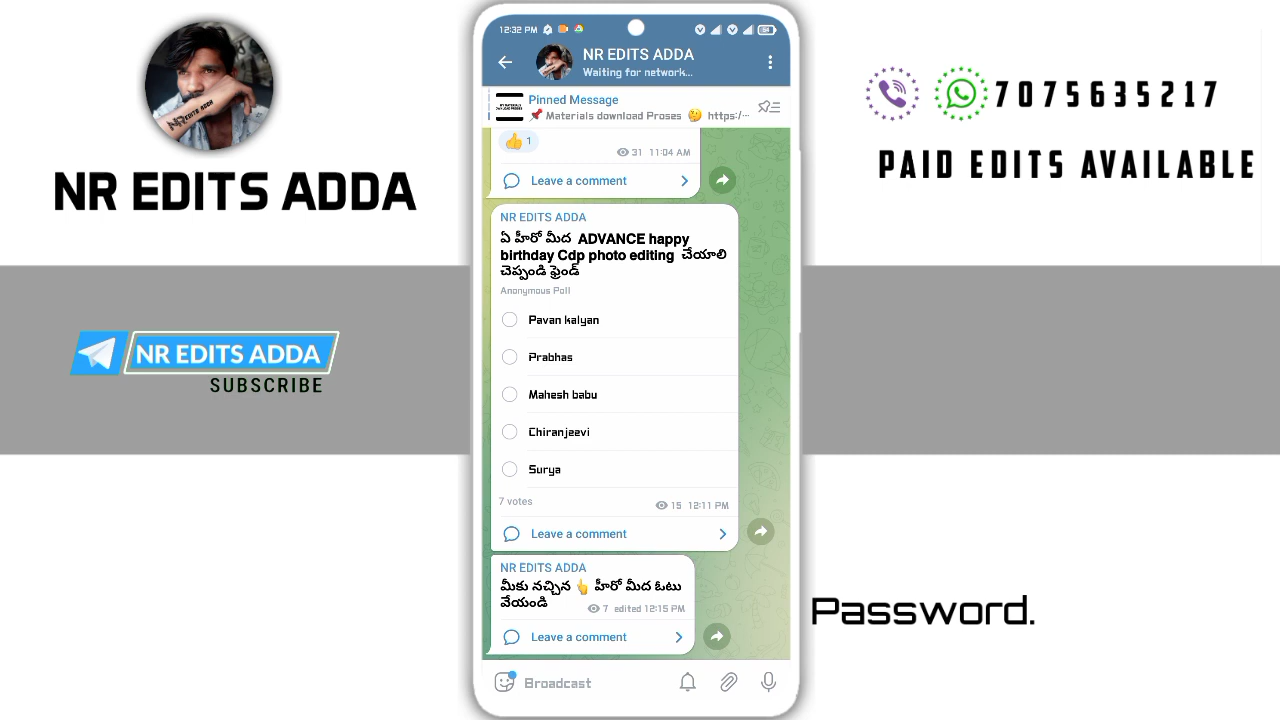 NR EDITS ADDA
NR EDITS ADDA
SUBSCRIBE
12:32 PM
NR EDITS ADDA
Waiting for network...
Pinned Message
📌 Materials download Proses 🤔 https:/···
👍 1
31 11:04 AM
Leave a comment
NR EDITS ADDA
ఏ హీరో మీద ADVANCE happy
birthday Cdp photo editing చేయాలి
చెప్పండి ఫ్రెండ్
Anonymous Poll
Pavan kalyan
Prabhas
Mahesh babu
Chiranjeevi
Surya
7 votes
15 12:11 PM
Leave a comment
NR EDITS ADDA
మీకు నచ్చిన 👆 హీరో మీద ఓటు
వేయండి
7 edited 12:15 PM
Leave a comment
Broadcast
7075635217
PAID EDITS AVAILABLE
Password.